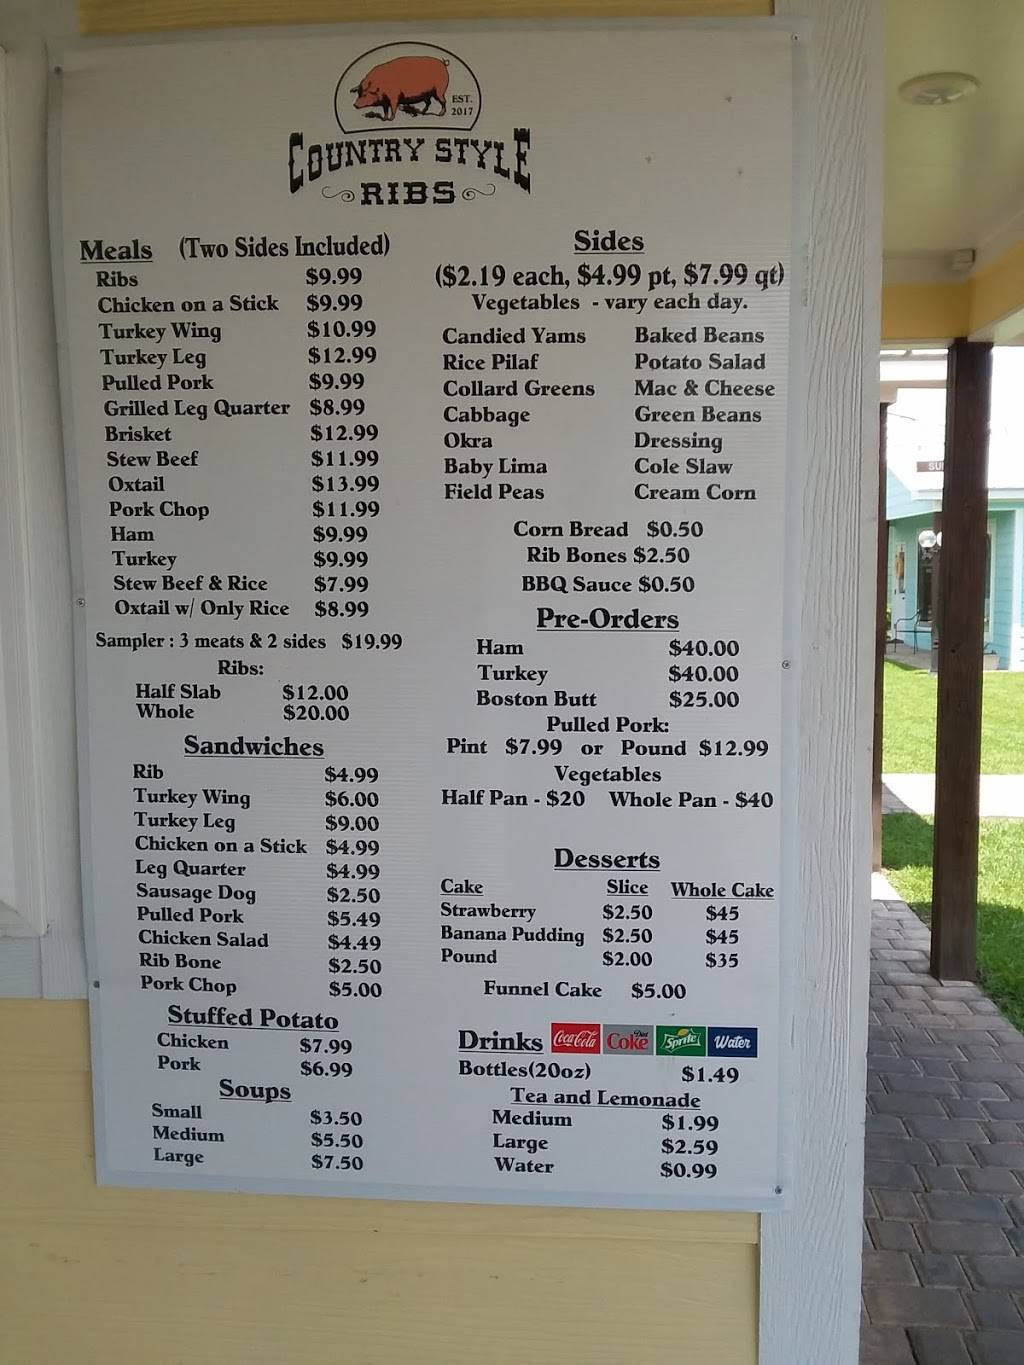 EST.
2017
COUNTRY STYLE
RIBS
Meals (Two Sides Included)
Ribs $9.99
Chicken on a Stick $9.99
Turkey Wing $10.99
Turkey Leg $12.99
Pulled Pork $9.99
Grilled Leg Quarter $8.99
Brisket $12.99
Stew Beef $11.99
Oxtail $13.99
Pork Chop $11.99
Ham $9.99
Turkey $9.99
Stew Beef & Rice $7.99
Oxtail w/ Only Rice $8.99
Sampler : 3 meats & 2 sides $19.99
Ribs:
Half Slab $12.00
Whole $20.00
Sandwiches
Rib $4.99
Turkey Wing $6.00
Turkey Leg $9.00
Chicken on a Stick $4.99
Leg Quarter $4.99
Sausage Dog $2.50
Pulled Pork $5.49
Chicken Salad $4.49
Rib Bone $2.50
Pork Chop $5.00
Stuffed Potato
Chicken $7.99
Pork $6.99
Soups
Small $3.50
Medium $5.50
Large $7.50
Sides
($2.19 each, $4.99 pt, $7.99 qt)
Vegetables - vary each day.
Candied Yams Baked Beans
Rice Pilaf Potato Salad
Collard Greens Mac & Cheese
Cabbage Green Beans
Okra Dressing
Baby Lima Cole Slaw
Field Peas Cream Corn
Corn Bread $0.50
Rib Bones $2.50
BBQ Sauce $0.50
Pre-Orders
Ham $40.00
Turkey $40.00
Boston Butt $25.00
Pulled Pork:
Pint $7.99 or Pound $12.99
Vegetables
Half Pan - $20 Whole Pan - $40
Desserts
Cake Slice Whole Cake
Strawberry $2.50 $45
Banana Pudding $2.50 $45
Pound $2.00 $35
Funnel Cake $5.00
Drinks Coca-Cola Diet Coke Sprite Water
Bottles(20oz) $1.49
Tea and Lemonade
Medium $1.99
Large $2.59
Water $0.99